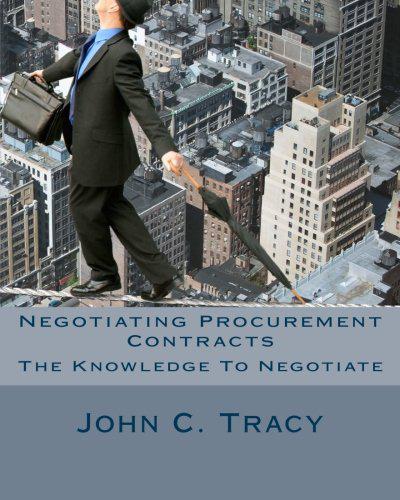 Negotiating Procurement
Contracts
The Knowledge To Negotiate
John C. Tracy